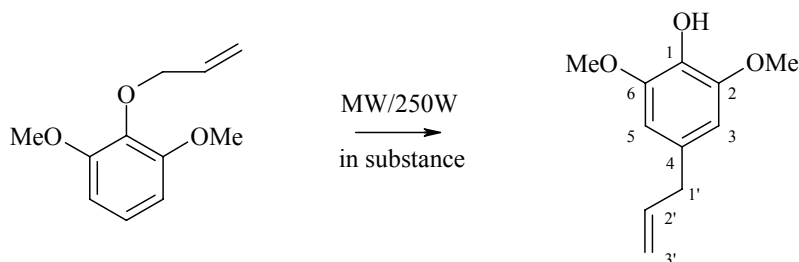 O
MeO
OMe
MW/250W
in substance
OH
MeO
OMe
1
6
2
5
3
4
1'
2'
3'